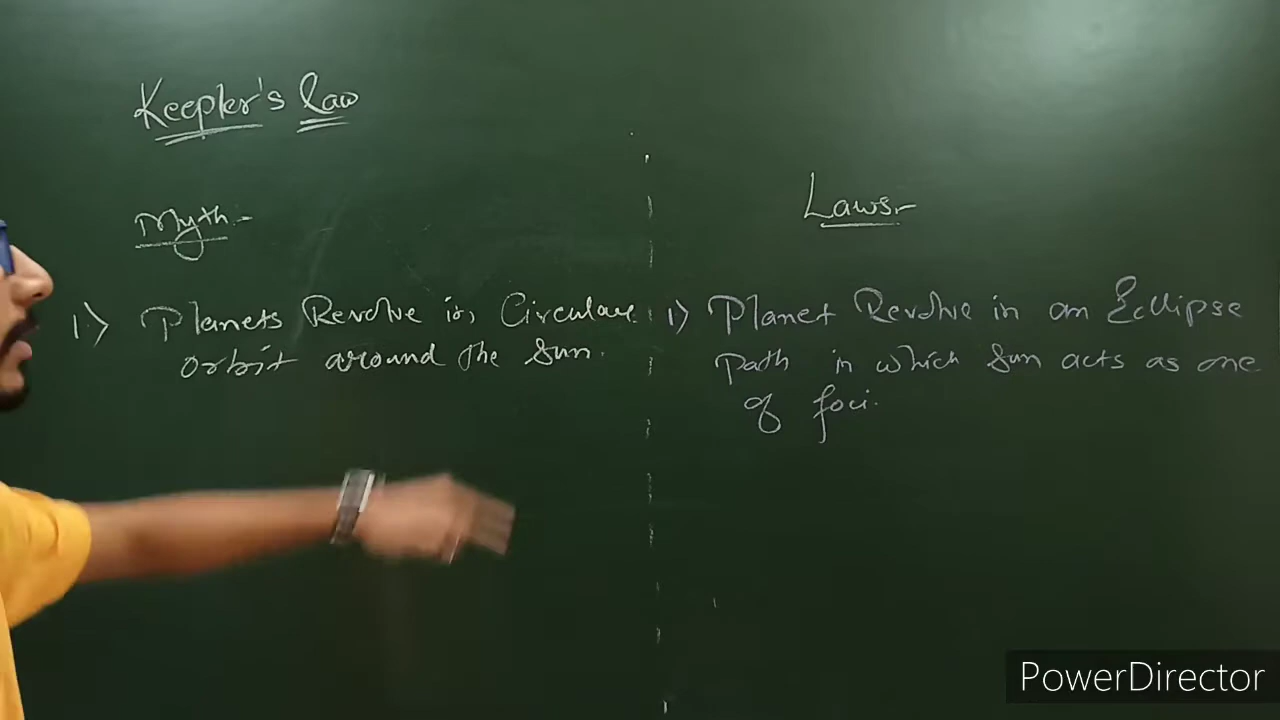 Keepler's law
Myth:-
1) Planets Revolve in Circular
orbit around the Sun.
Laws:-
1) Planet Revolve in an Ecllipse
path in which Sun acts as one
of foci.
PowerDirector